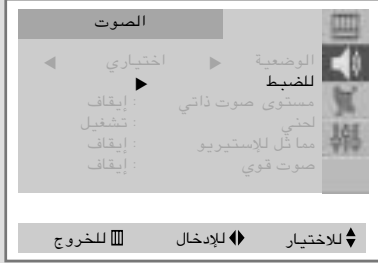 الصوت
الوضعية ◀ اختياري ▶
للضبط ◀
مستوى صوت ذاتي : إيقاف
لحني : تشغيل
مماثل للإستيريو : إيقاف
صوت قوي : إيقاف
للاختيار للإدخال للخروج